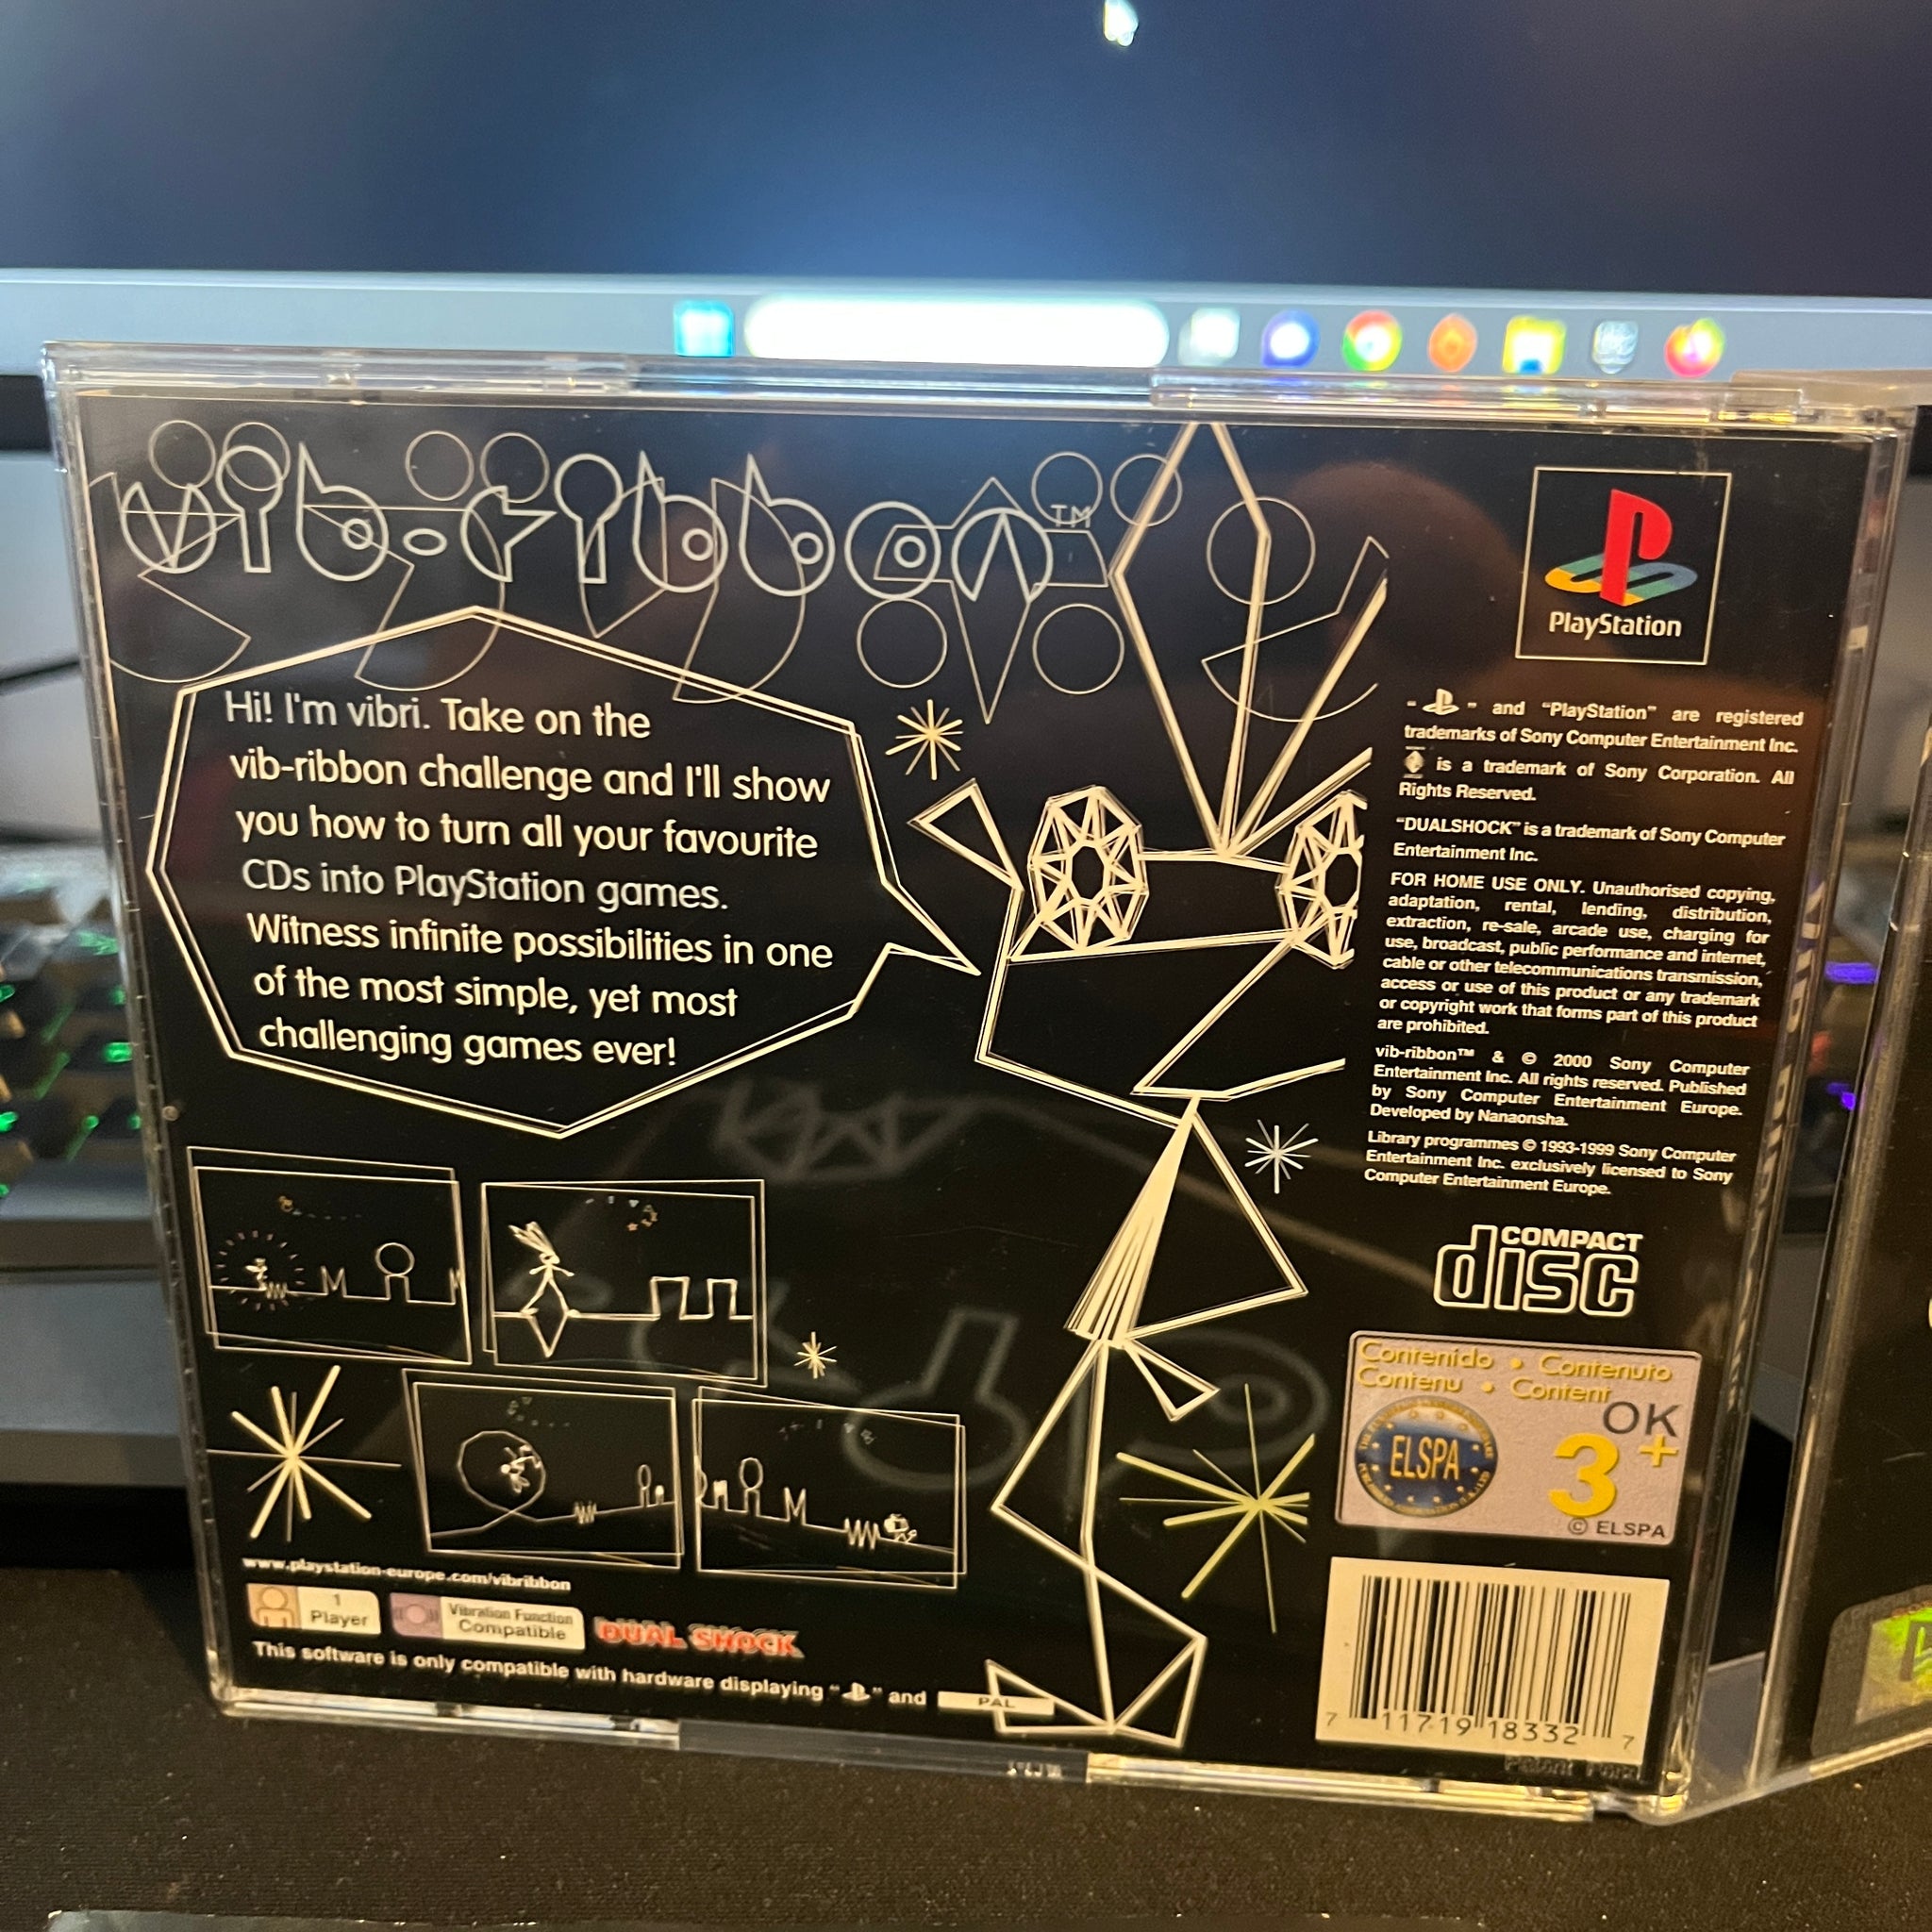 vib-ribbon™
Hi! I'm vibri. Take on the
vib-ribbon challenge and I'll show
you how to turn all your favourite
CDs into PlayStation games.
Witness infinite possibilities in one
of the most simple, yet most
challenging games ever!
www.playstation-europe.com/vibribbon
1
Player
Vibration Function
Compatible
DUAL SHOCK
This software is only compatible with hardware displaying " " and
PAL
PlayStation
" " and "PlayStation" are registered
trademarks of Sony Computer Entertainment Inc.
is a trademark of Sony Corporation. All
Rights Reserved.
"DUALSHOCK" is a trademark of Sony Computer
Entertainment Inc.
FOR HOME USE ONLY. Unauthorised copying,
adaptation, rental, lending, distribution,
extraction, re-sale, arcade use, charging for
use, broadcast, public performance and internet,
cable or other telecommunications transmission,
access or use of this product or any trademark
or copyright work that forms part of this product
are prohibited.
vib-ribbon™ & © 2000 Sony Computer
Entertainment Inc. All rights reserved. Published
by Sony Computer Entertainment Europe.
Developed by Nanaonsha.
Library programmes © 1993-1999 Sony Computer
Entertainment Inc. exclusively licensed to Sony
Computer Entertainment Europe.
COMPACT
disc
Contenido • Contenuto
Contenu • Content
OK
ELSPA
3+
© ELSPA
7 11719 18332 7